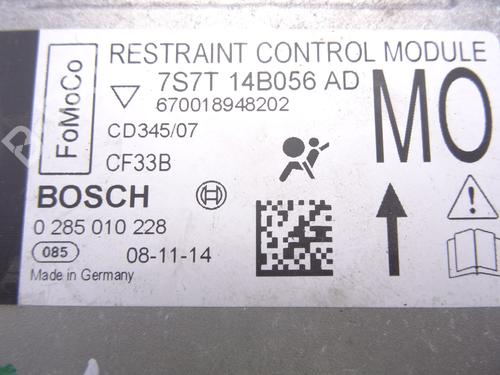 RESTRAINT CONTROL MODULE
FoMoCo
7S7T 14B056 AD
MO
670018948202
CD345/07
CF33B
BOSCH
0 285 010 228
085
08-11-14
Made in Germany